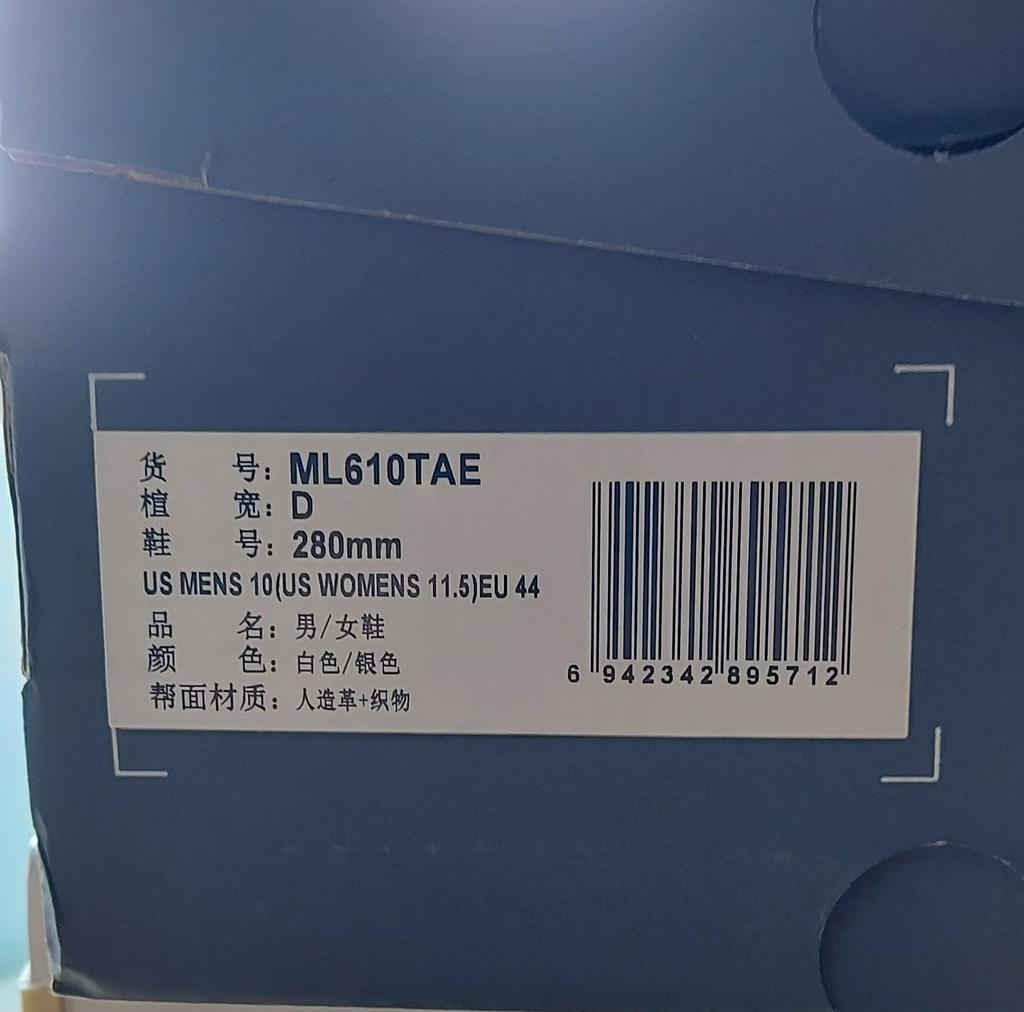 货 号: ML610TAE
楦 宽: D
鞋 号: 280mm
US MENS 10(US WOMENS 11.5)EU 44
品 名: 男/女鞋
颜 色: 白色/银色
帮面材质: 人造革+织物
6 942342 895712